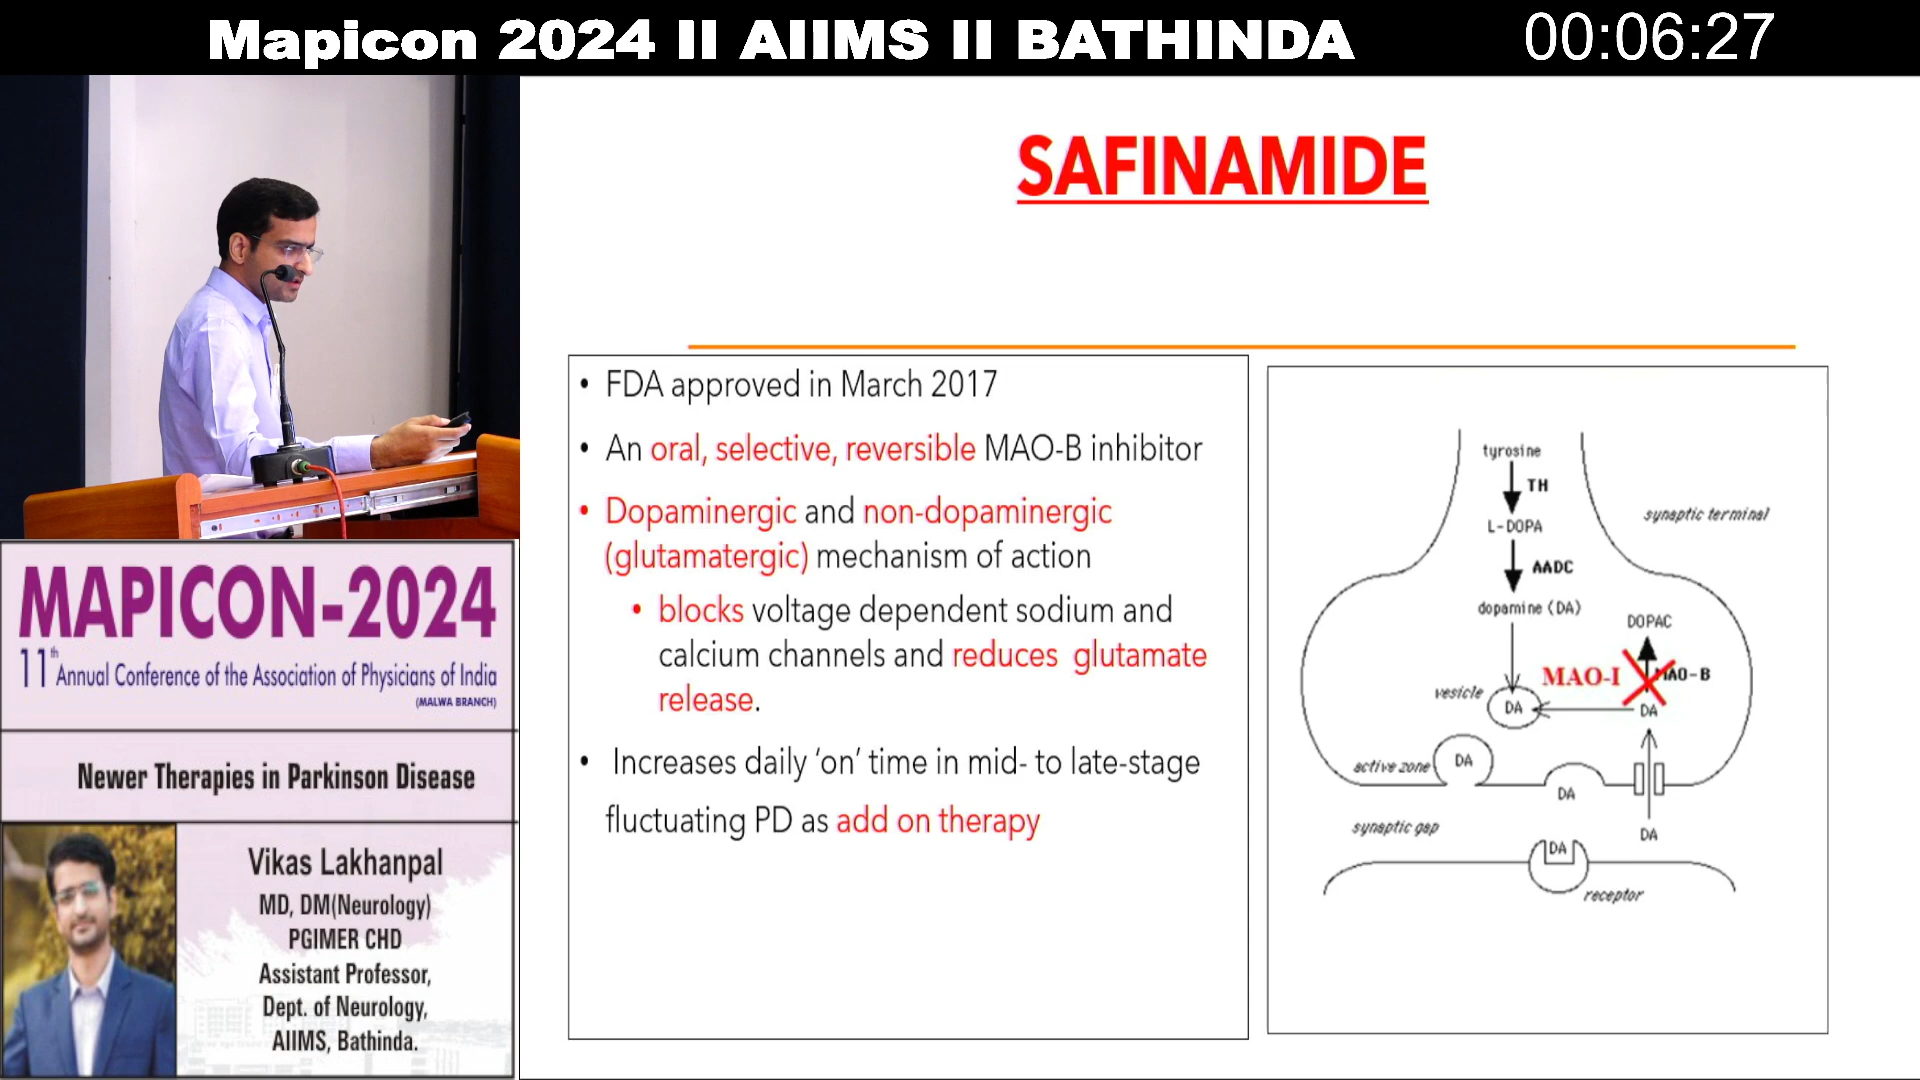 Mapicon 2024 II AIIMS II BATHINDA
00:06:27
SAFINAMIDE
• FDA approved in March 2017
• An oral, selective, reversible MAO-B inhibitor
• Dopaminergic and non-dopaminergic
(glutamatergic) mechanism of action
• blocks voltage dependent sodium and
calcium channels and reduces glutamate
release.
• Increases daily ‘on’ time in mid- to late-stage
fluctuating PD as add on therapy
tyrosine
TH
L-DOPA
synaptic terminal
AADC
dopamine (DA)
DOPAC
MAO-I
MAO-B
vesicle
DA
DA
active zone
DA
DA
synaptic gap
DA
DA
receptor
MAPICON-2024
11th Annual Conference of the Association of Physicians of India
(MALWA BRANCH)
Newer Therapies in Parkinson Disease
Vikas Lakhanpal
MD, DM(Neurology)
PGIMER CHD
Assistant Professor,
Dept. of Neurology,
AIIMS, Bathinda.